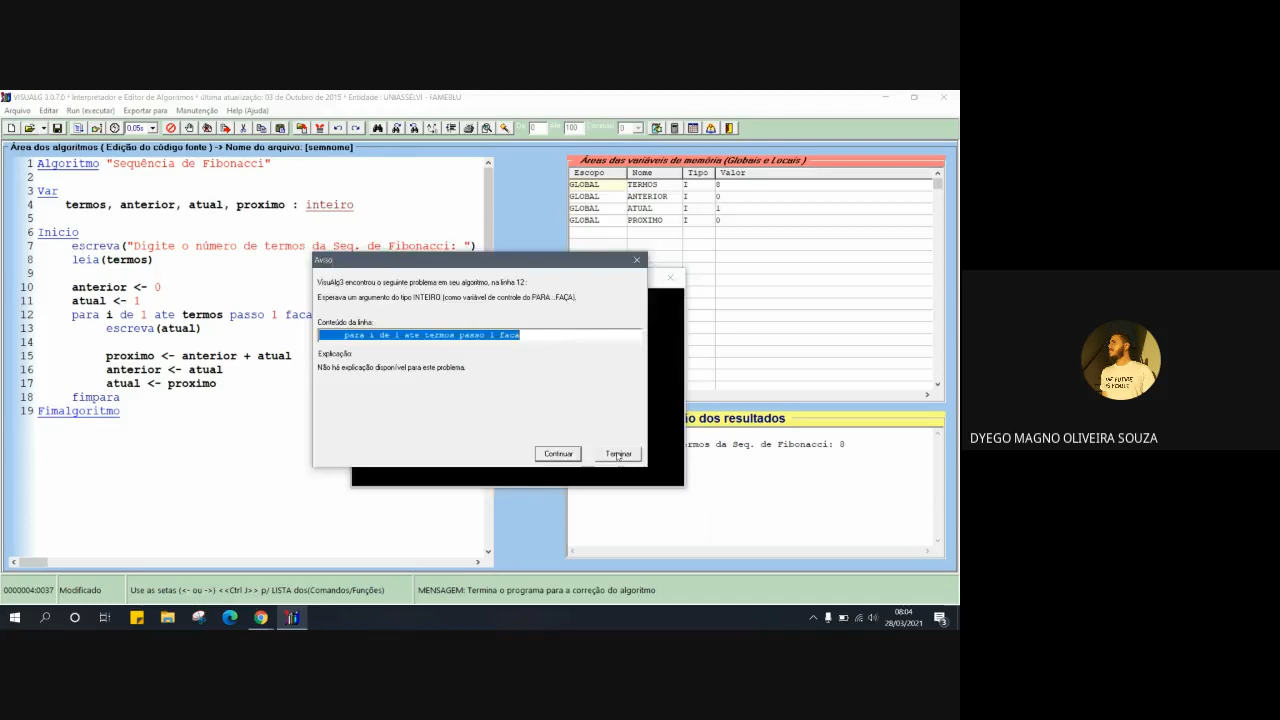 VISUALG 3.0.7.0 * Interpretador e Editor de Algoritmos * última atualização: 03 de Outubro de 2015 * Entidade : UNIASSELVI - FAMEBLU
Arquivo Editar Run (executar) Exportar para Manutenção Help (Ajuda)
0.05s 0 100 0
Área dos algoritmos ( Edição do código fonte ) -> Nome do arquivo: [semnome]
1 Algoritmo "Sequência de Fibonacci"
2
3 Var
4 termos, anterior, atual, proximo : inteiro
5
6 Inicio
7 escreva("Digite o número de termos da Seq. de Fibonacci: ")
8 leia(termos)
9
10 anterior <- 0
11 atual <- 1
12 para i de 1 ate termos passo 1 faca
13 escreva(atual)
14
15 proximo <- anterior + atual
16 anterior <- atual
17 atual <- proximo
18 fimpara
19 Fimalgoritmo
Aviso
VisuAlg3 encontrou o seguinte problema em seu algoritmo, na linha 12:
Esperava um argumento do tipo INTEIRO (como variável de controle do PARA...FAÇA).
Conteúdo da linha:
para i de 1 ate termos passo 1 faca
Explicação:
Não há explicação disponível para este problema.
Continuar Terminar
Áreas das variáveis de memória (Globais e Locais )
Escopo Nome Tipo Valor
GLOBAL TERMOS I 8
GLOBAL ANTERIOR I 0
GLOBAL ATUAL I 1
GLOBAL PROXIMO I 0
ão dos resultados
rmos da Seq. de Fibonacci: 8
0000004:0037 Modificado Use as setas (<- ou ->) <<Ctrl J>> p/ LISTA dos(Comandos/Funções) MENSAGEM: Termina o programa para a correção do algoritmo
08:04
28/03/2021
3
DYEGO MAGNO OLIVEIRA SOUZA